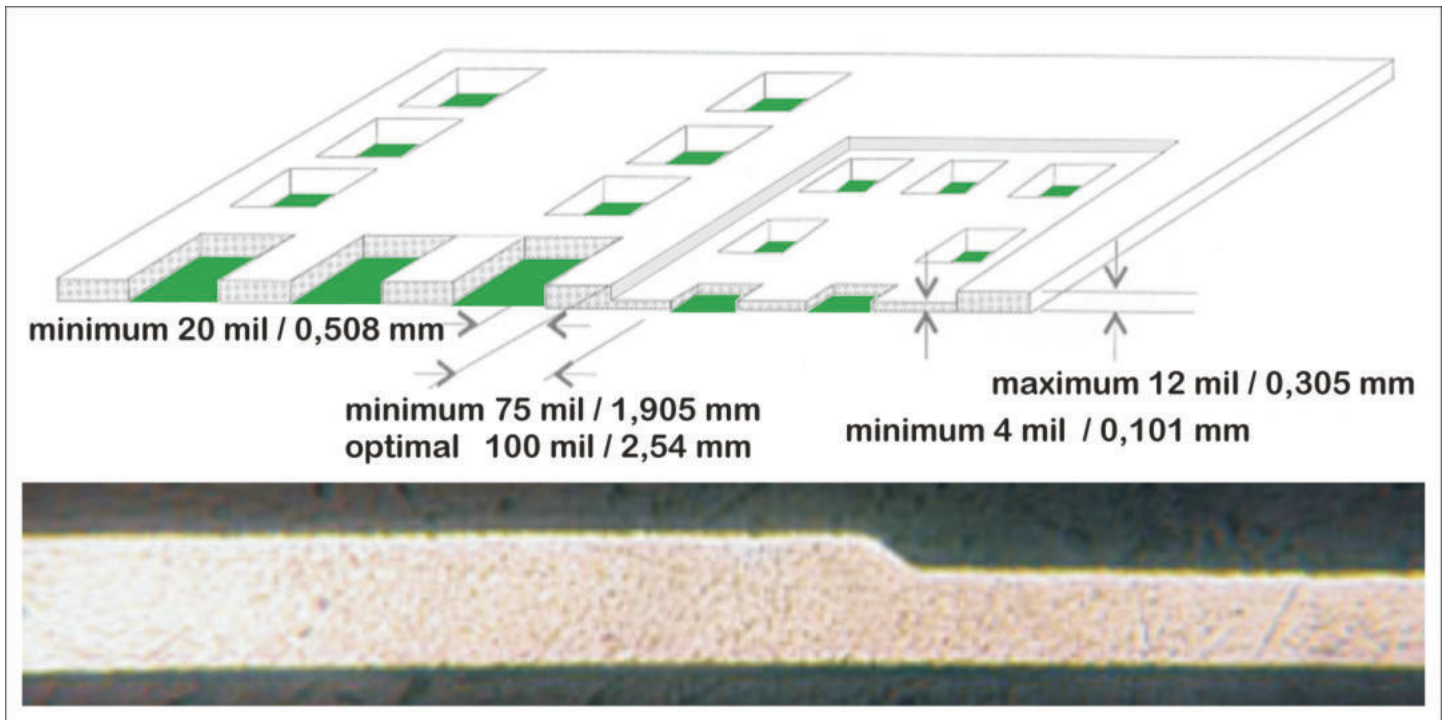 minimum 20 mil / 0,508 mm
minimum 75 mil / 1,905 mm
optimal 100 mil / 2,54 mm
maximum 12 mil / 0,305 mm
minimum 4 mil / 0,101 mm